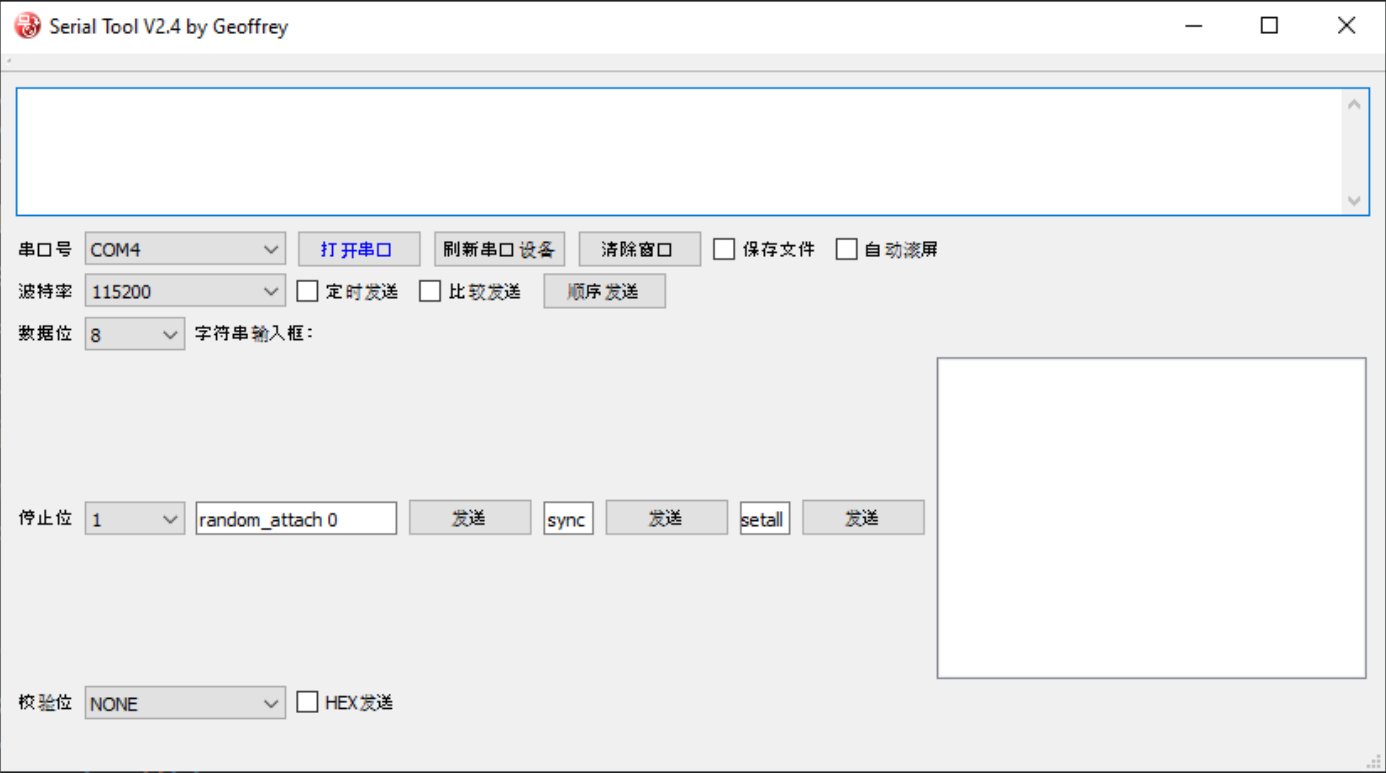 Serial Tool V2.4 by Geoffrey
串口号 COM4 打开串口 刷新串口设备 清除窗口 保存文件 自动滚屏
波特率 115200 定时发送 比较发送 顺序发送
数据位 8 字符串输入框：
停止位 1 random_attach 0 发送 sync 发送 setall 发送
校验位 NONE HEX发送